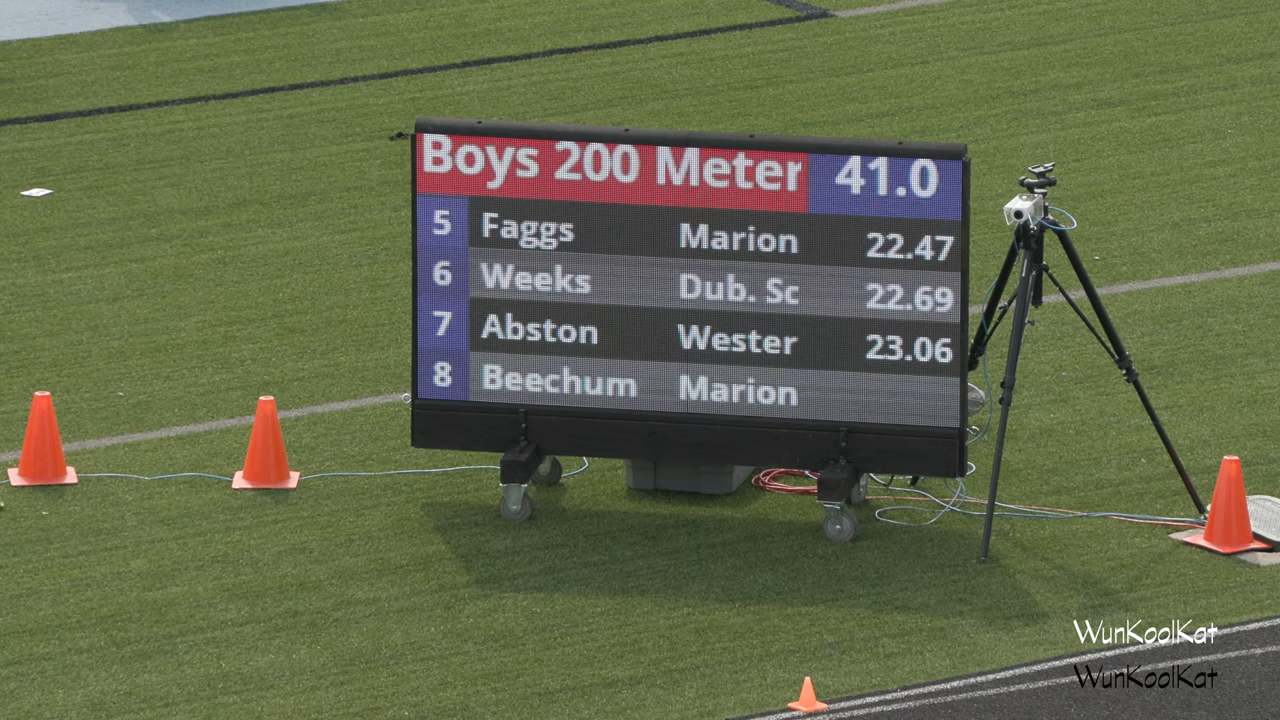 Boys 200 Meter 41.0
5 Faggs Marion 22.47
6 Weeks Dub. Sc 22.69
7 Abston Wester 23.06
8 Beechum Marion
WunKoolKat
WunKoolKat